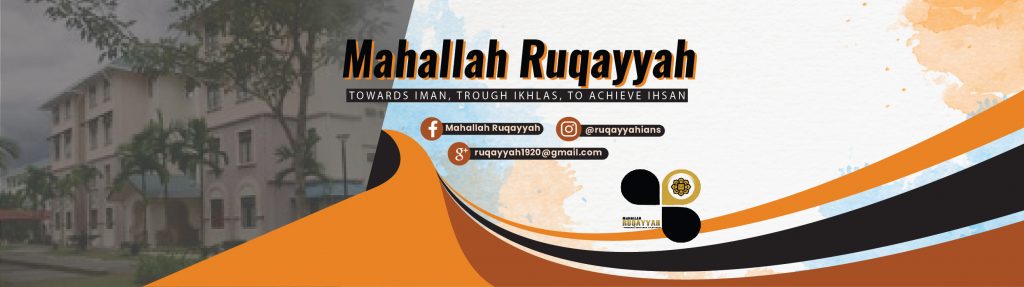 Mahallah Ruqayyah
TOWARDS IMAN, TROUGH IKHLAS, TO ACHIEVE IHSAN
Mahallah Ruqayyah
@ruqayyahians
g+ ruqayyah1920@gmail.com
MAHALLAH
RUQAYYAH